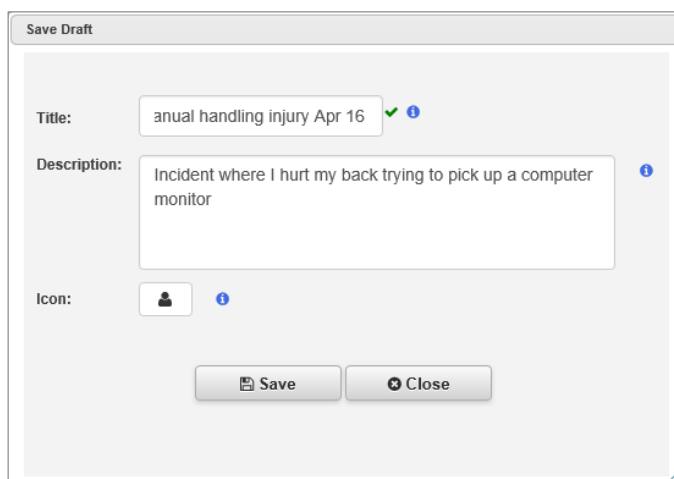 Save Draft
Title:
anual handling injury Apr 16
Description:
Incident where I hurt my back trying to pick up a computer
monitor
Icon:
Save
Close